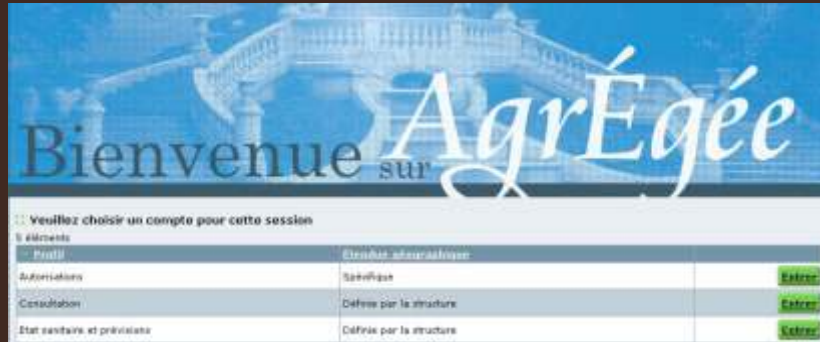 Bienvenue sur AgrÉgée
Veuillez choisir un compte pour cette session
5 éléments
Profil Etendue géographique
Autorisations Spécifique Entrer
Consultation Définie par la structure Entrer
Etat sanitaire et prévisions Définie par la structure Entrer